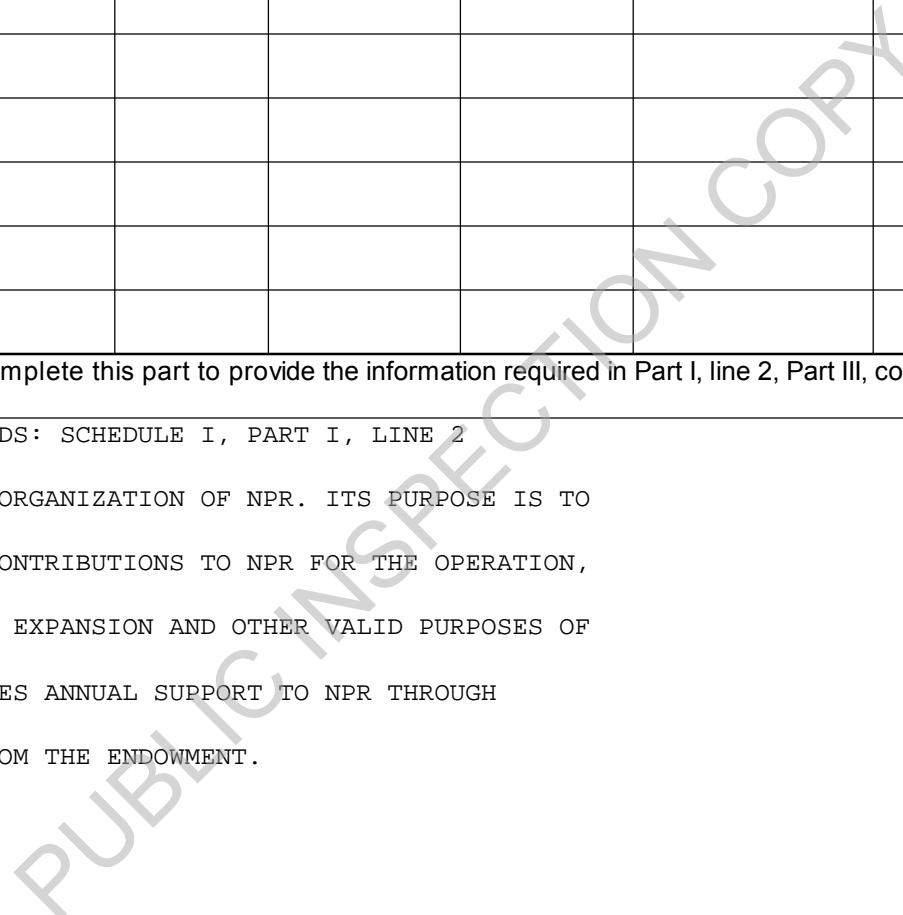 mplete this part to provide the information required in Part I, line 2, Part III, co
DS: SCHEDULE I, PART I, LINE 2
ORGANIZATION OF NPR. ITS PURPOSE IS TO
ONTRIBUTIONS TO NPR FOR THE OPERATION,
EXPANSION AND OTHER VALID PURPOSES OF
ES ANNUAL SUPPORT TO NPR THROUGH
OM THE ENDOWMENT.
PUBLIC INSPECTION COPY